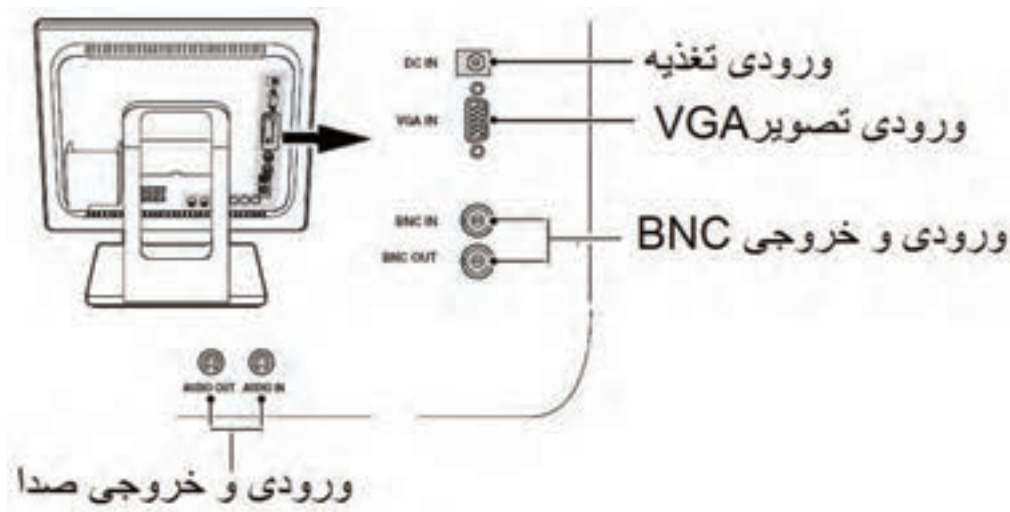 DC IN
ورودی تغذیه
VGA IN
ورودی تصویرVGA
BNC IN
BNC OUT
ورودی و خروجی BNC
AUDIO OUT AUDIO IN
ورودی و خروجی صدا